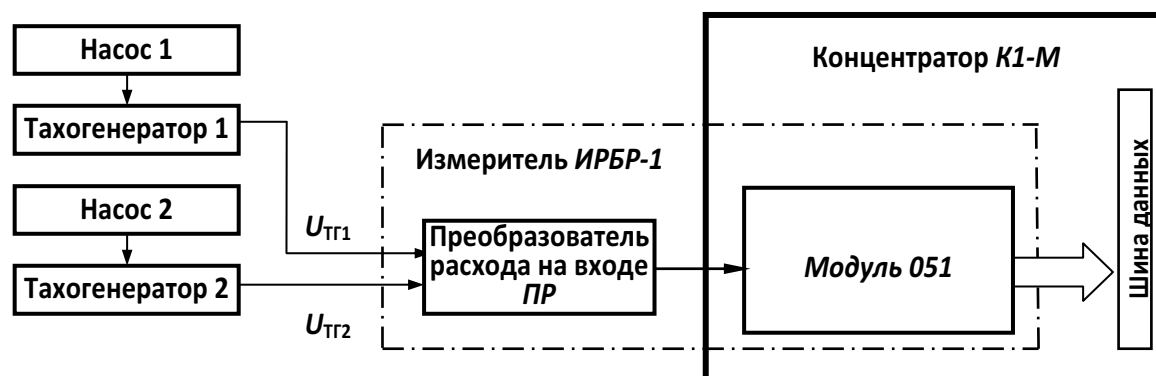 Насос 1
Тахогенератор 1
Насос 2
Тахогенератор 2
UТГ1
UТГ2
Измеритель ИРБР-1
Преобразователь
расхода на входе
ПР
Концентратор К1-М
Модуль 051
Шина данных